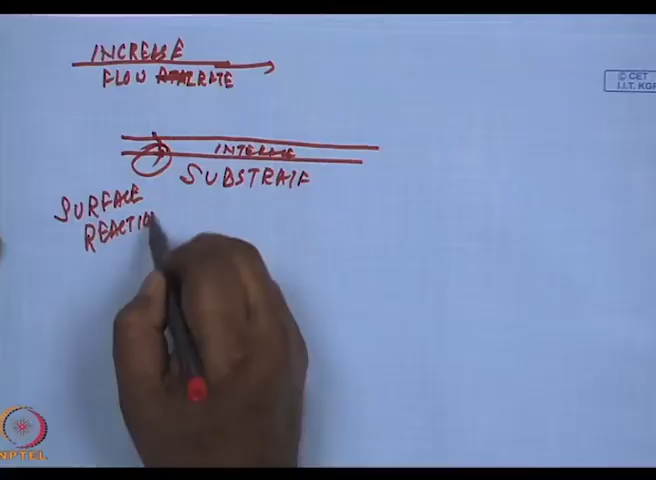 INCREASE
FLOW RATE
© CET
I.I.T. KGP
INTERFACE
SUBSTRATE
SURFACE
REACTIO
NPTEL